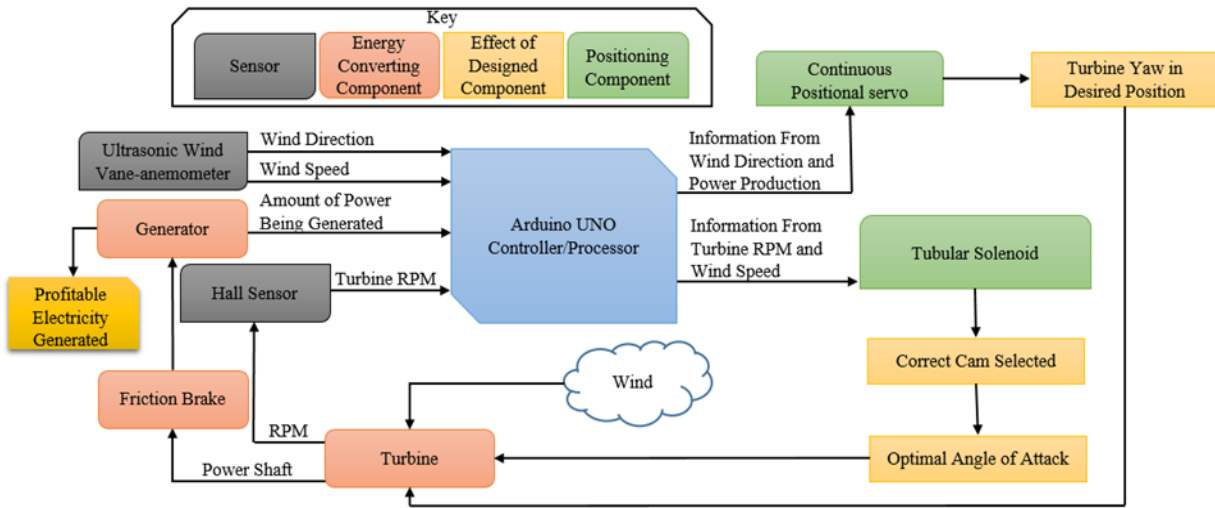 Key
Sensor
Energy
Converting
Component
Effect of
Designed
Component
Positioning
Component
Continuous
Positional servo
Turbine Yaw in
Desired Position
Ultrasonic Wind
Vane-anemometer
Wind Direction
Wind Speed
Amount of Power
Being Generated
Generator
Profitable
Electricity
Generated
Hall Sensor
Turbine RPM
Arduino UNO
Controller/Processor
Information From
Wind Direction and
Power Production
Information From
Turbine RPM and
Wind Speed
Tubular Solenoid
Correct Cam Selected
Optimal Angle of Attack
Wind
Friction Brake
RPM
Power Shaft
Turbine